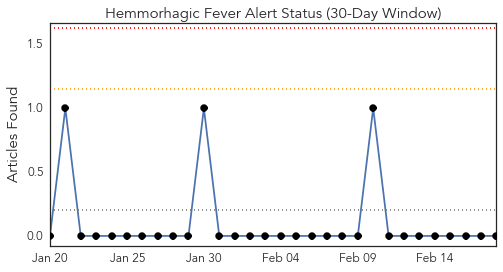 Hemmorhagic Fever Alert Status (30-Day Window)
Articles Found
1.5
1.0
0.5
0.0
Jan 20 Jan 25 Jan 30 Feb 04 Feb 09 Feb 14